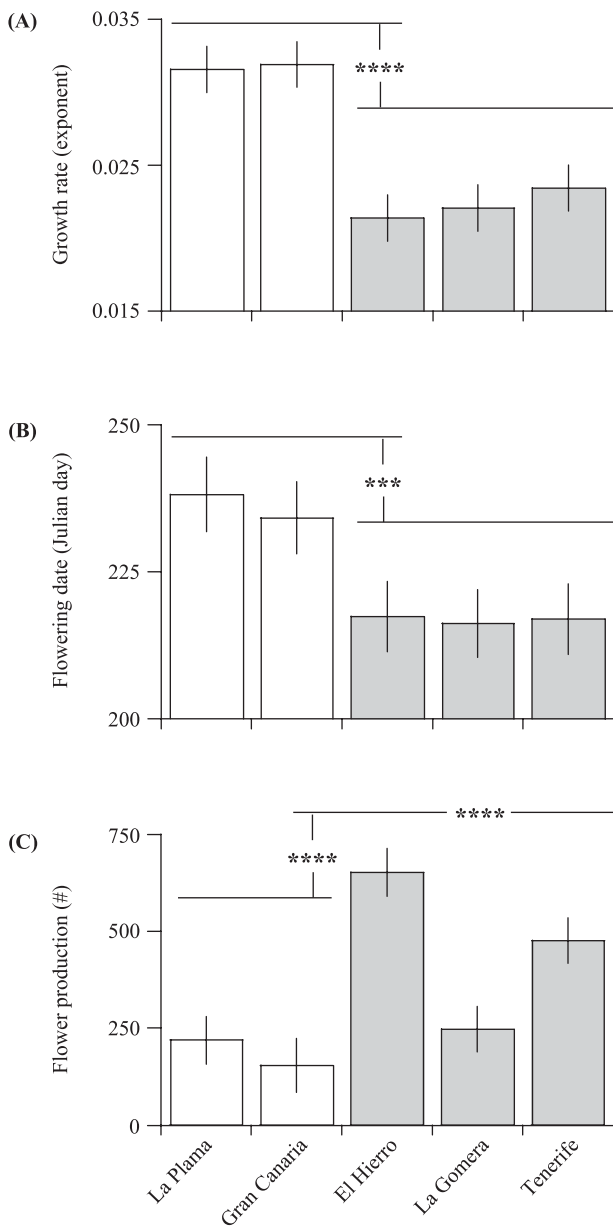 (A)
Growth rate (exponent)
0.035
0.025
0.015
****
(B)
Flowering date (Julian day)
250
225
200
***
(C)
Flower production (#)
750
500
250
0
****
****
La Plama
Gran Canaria
El Hierro
La Gomera
Tenerife